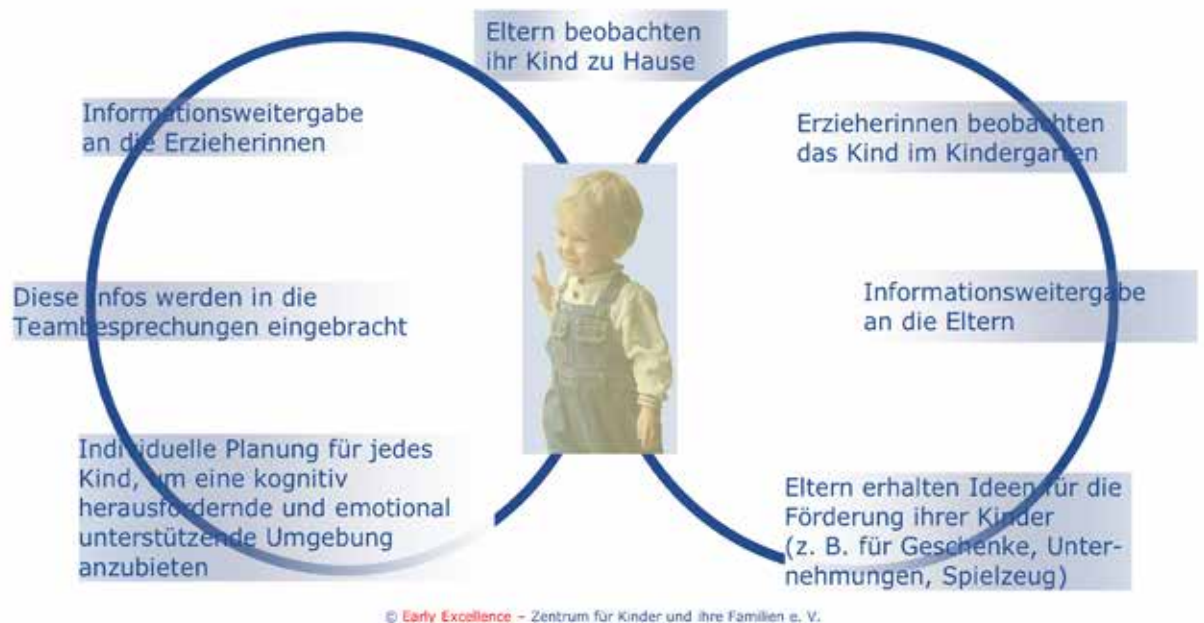 Eltern beobachten
ihr Kind zu Hause
Informationsweitergabe
an die Erzieherinnen
Diese Infos werden in die
Teambesprechungen eingebracht
Individuelle Planung für jedes
Kind, um eine kognitiv
herausfordernde und emotional
unterstützende Umgebung
anzubieten
Erzieherinnen beobachten
das Kind im Kindergarten
Informationsweitergabe
an die Eltern
Eltern erhalten Ideen für die
Förderung ihrer Kinder
(z. B. für Geschenke, Unter-
nehmungen, Spielzeug)
© Early Excellence – Zentrum für Kinder und ihre Familien e. V.